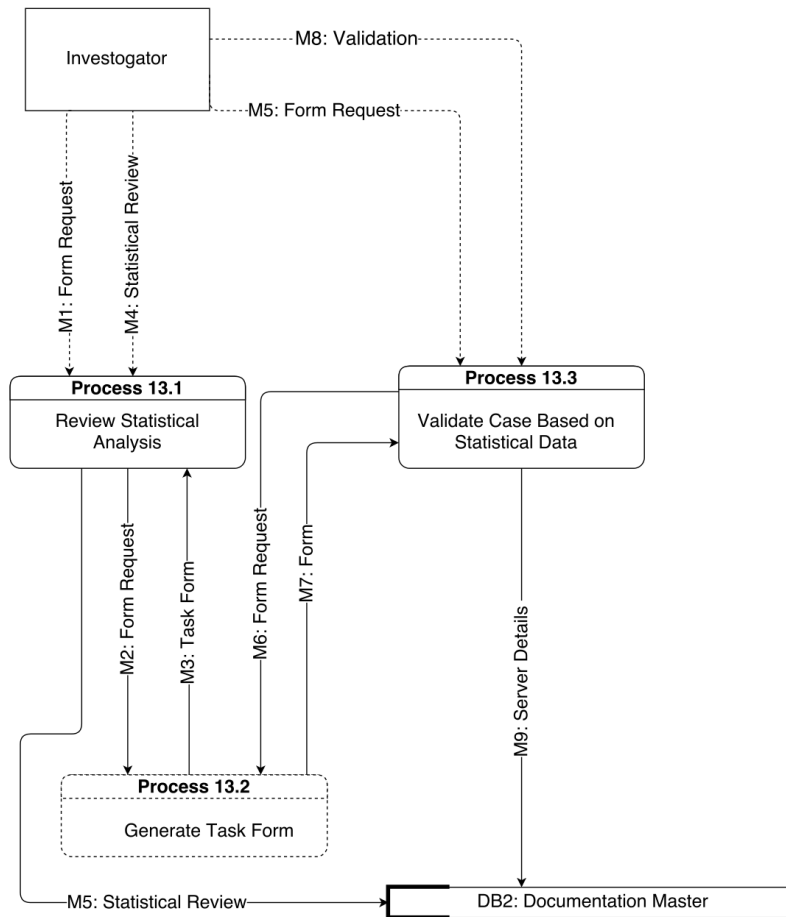 M8: Validation
Investogator
M5: Form Request
M1: Form Request
M4: Statistical Review
Process 13.1
Review Statistical
Analysis
Process 13.3
Validate Case Based on
Statistical Data
M2: Form Request
M3: Task Form
M6: Form Request
M7: Form
M9: Server Details
Process 13.2
Generate Task Form
M5: Statistical Review
DB2: Documentation Master